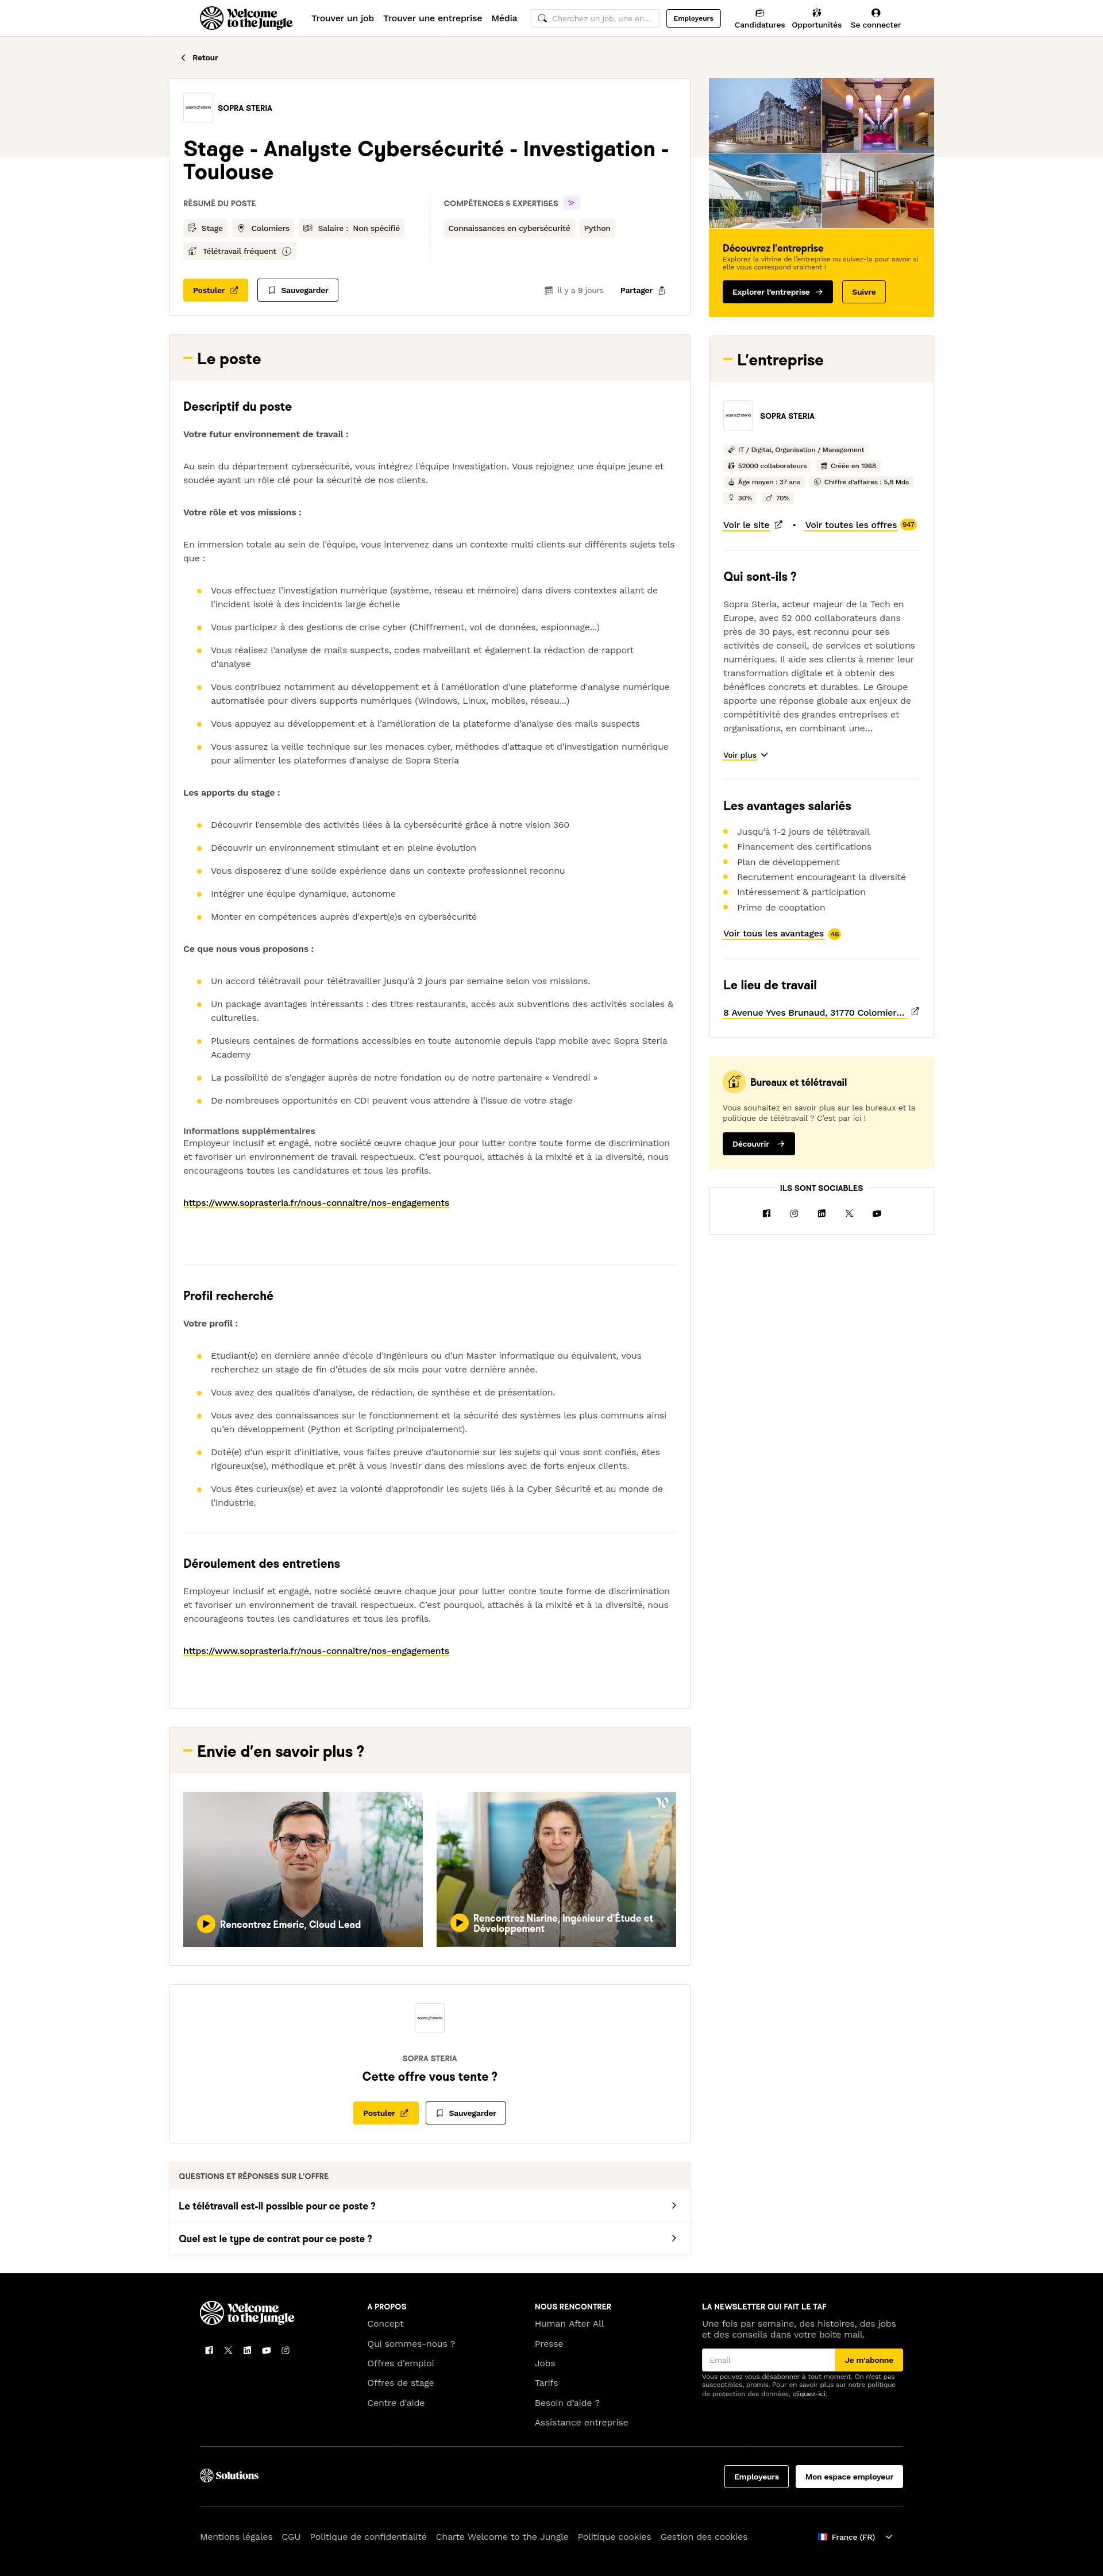 Welcome to the Jungle
Trouver un job
Trouver une entreprise
Média
Cherchez un job, une en...
Employeurs
Candidatures
Opportunités
Se connecter
Retour
sopra steria
SOPRA STERIA
Stage - Analyste Cybersécurité - Investigation -
Toulouse
RÉSUMÉ DU POSTE
Stage
Colomiers
Salaire : Non spécifié
Télétravail fréquent
COMPÉTENCES & EXPERTISES
Connaissances en cybersécurité
Python
Postuler
Sauvegarder
il y a 9 jours
Partager
Découvrez l'entreprise
Explorez la vitrine de l'entreprise ou suivez-la pour savoir si
elle vous correspond vraiment !
Explorer l'entreprise
Suivre
Le poste
Descriptif du poste
Votre futur environnement de travail :
Au sein du département cybersécurité, vous intégrez l'équipe Investigation. Vous rejoignez une équipe jeune et
soudée ayant un rôle clé pour la sécurité de nos clients.
Votre rôle et vos missions :
En immersion totale au sein de l'équipe, vous intervenez dans un contexte multi clients sur différents sujets tels
que :
Vous effectuez l'investigation numérique (système, réseau et mémoire) dans divers contextes allant de
l'incident isolé à des incidents large échelle
Vous participez à des gestions de crise cyber (Chiffrement, vol de données, espionnage...)
Vous réalisez l'analyse de mails suspects, codes malveillant et également la rédaction de rapport
d'analyse
Vous contribuez notamment au développement et à l'amélioration d'une plateforme d'analyse numérique
automatisée pour divers supports numériques (Windows, Linux, mobiles, réseau...)
Vous appuyez au développement et à l'amélioration de la plateforme d'analyse des mails suspects
Vous assurez la veille technique sur les menaces cyber, méthodes d'attaque et d'investigation numérique
pour alimenter les plateformes d'analyse de Sopra Steria
Les apports du stage :
Découvrir l'ensemble des activités liées à la cybersécurité grâce à notre vision 360
Découvrir un environnement stimulant et en pleine évolution
Vous disposerez d'une solide expérience dans un contexte professionnel reconnu
Intégrer une équipe dynamique, autonome
Monter en compétences auprès d'expert(e)s en cybersécurité
Ce que nous vous proposons :
Un accord télétravail pour télétravailler jusqu'à 2 jours par semaine selon vos missions.
Un package avantages intéressants : des titres restaurants, accès aux subventions des activités sociales &
culturelles.
Plusieurs centaines de formations accessibles en toute autonomie depuis l'app mobile avec Sopra Steria
Academy
La possibilité de s'engager auprès de notre fondation ou de notre partenaire « Vendredi »
De nombreuses opportunités en CDI peuvent vous attendre à l'issue de votre stage
Informations supplémentaires
Employeur inclusif et engagé, notre société œuvre chaque jour pour lutter contre toute forme de discrimination
et favoriser un environnement de travail respectueux. C'est pourquoi, attachés à la mixité et à la diversité, nous
encourageons toutes les candidatures et tous les profils.
https://www.soprasteria.fr/nous-connaitre/nos-engagements
Profil recherché
Votre profil :
Etudiant(e) en dernière année d'école d'Ingénieurs ou d'un Master informatique ou équivalent, vous
recherchez un stage de fin d'études de six mois pour votre dernière année.
Vous avez des qualités d'analyse, de rédaction, de synthèse et de présentation.
Vous avez des connaissances sur le fonctionnement et la sécurité des systèmes les plus communs ainsi
qu'en développement (Python et Scripting principalement).
Doté(e) d'un esprit d'initiative, vous faites preuve d'autonomie sur les sujets qui vous sont confiés, êtes
rigoureux(se), méthodique et prêt à vous investir dans des missions avec de forts enjeux clients.
Vous êtes curieux(se) et avez la volonté d'approfondir les sujets liés à la Cyber Sécurité et au monde de
l'Industrie.
Déroulement des entretiens
Employeur inclusif et engagé, notre société œuvre chaque jour pour lutter contre toute forme de discrimination
et favoriser un environnement de travail respectueux. C'est pourquoi, attachés à la mixité et à la diversité, nous
encourageons toutes les candidatures et tous les profils.
https://www.soprasteria.fr/nous-connaitre/nos-engagements
L'entreprise
sopra steria
SOPRA STERIA
IT / Digital, Organisation / Management
52000 collaborateurs
Créée en 1968
Âge moyen : 37 ans
Chiffre d'affaires : 5,8 Mds
30%
70%
Voir le site
•
Voir toutes les offres 947
Qui sont-ils ?
Sopra Steria, acteur majeur de la Tech en
Europe, avec 52 000 collaborateurs dans
près de 30 pays, est reconnu pour ses
activités de conseil, de services et solutions
numériques. Il aide ses clients à mener leur
transformation digitale et à obtenir des
bénéfices concrets et durables. Le Groupe
apporte une réponse globale aux enjeux de
compétitivité des grandes entreprises et
organisations, en combinant une...
Voir plus
Les avantages salariés
Jusqu'à 1-2 jours de télétravail
Financement des certifications
Plan de développement
Recrutement encourageant la diversité
Intéressement & participation
Prime de cooptation
Voir tous les avantages 46
Le lieu de travail
8 Avenue Yves Brunaud, 31770 Colomier...
Bureaux et télétravail
Vous souhaitez en savoir plus sur les bureaux et la
politique de télétravail ? C'est par ici !
Découvrir
ILS SONT SOCIABLES
Envie d'en savoir plus ?
Rencontrez Emeric, Cloud Lead
Rencontrez Nisrine, Ingénieur d'Étude et
Développement
sopra steria
SOPRA STERIA
Cette offre vous tente ?
Postuler
Sauvegarder
QUESTIONS ET RÉPONSES SUR L'OFFRE
Le télétravail est-il possible pour ce poste ?
Quel est le type de contrat pour ce poste ?
Welcome to the Jungle
A PROPOS
Concept
Qui sommes-nous ?
Offres d'emploi
Offres de stage
Centre d'aide
NOUS RENCONTRER
Human After All
Presse
Jobs
Tarifs
Besoin d'aide ?
Assistance entreprise
LA NEWSLETTER QUI FAIT LE TAF
Une fois par semaine, des histoires, des jobs
et des conseils dans votre boite mail.
Email
Je m'abonne
Vous pouvez vous désabonner à tout moment. On n'est pas
susceptibles, promis. Pour en savoir plus sur notre politique
de protection des données, cliquez-ici.
Solutions
Employeurs
Mon espace employeur
Mentions légales
CGU
Politique de confidentialité
Charte Welcome to the Jungle
Politique cookies
Gestion des cookies
France (FR)